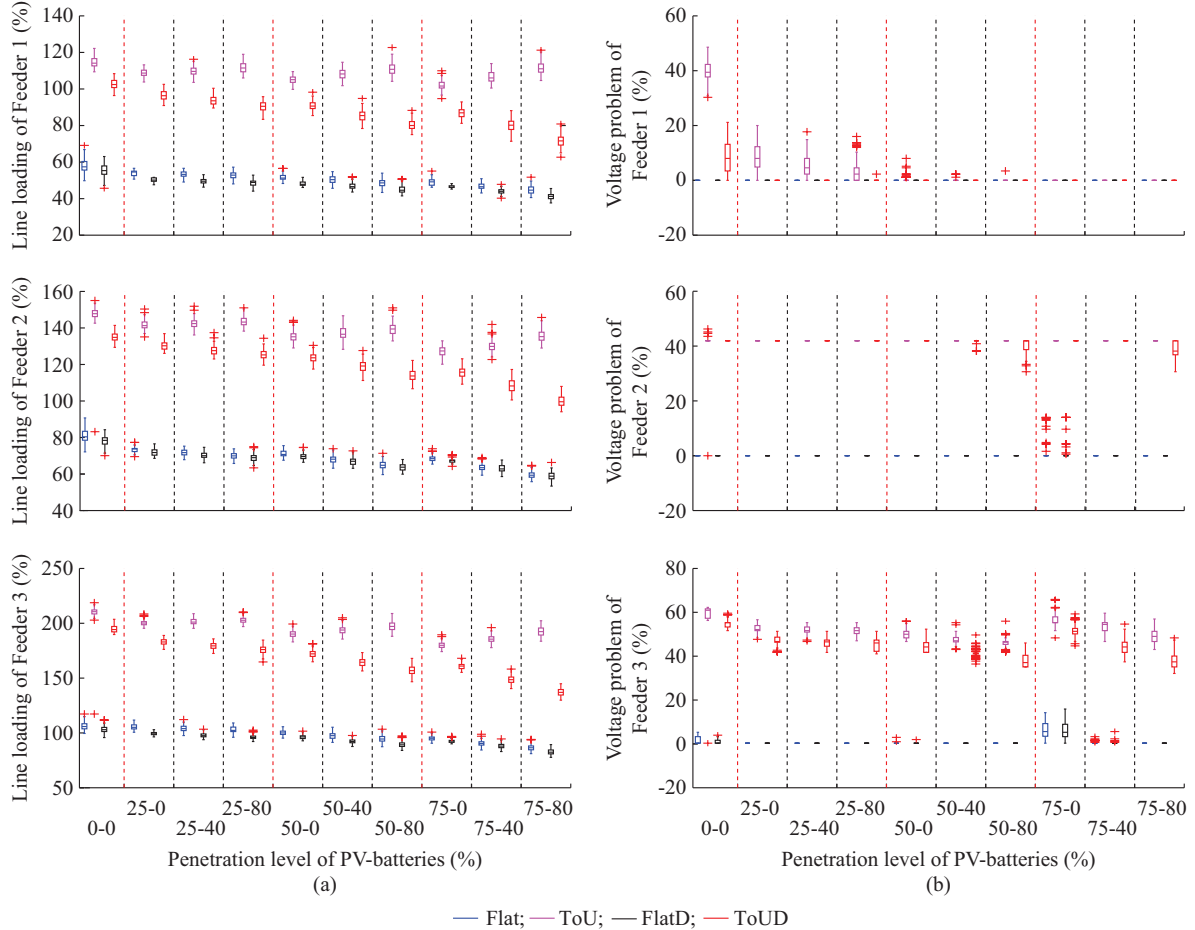 Line loading of Feeder 1 (%)
140
120
100
80
60
40
20
Voltage problem of
Feeder 1 (%)
60
40
20
0
−20
Line loading of Feeder 2 (%)
160
140
120
100
80
60
40
Voltage problem of
Feeder 2 (%)
60
40
20
0
−20
Line loading of Feeder 3 (%)
250
200
150
100
50
Voltage problem of
Feeder 3 (%)
80
60
40
20
0
−20
25-0 25-80 50-40 75-0 75-80
0-0 25-40 50-0 50-80 75-40
Penetration level of PV-batteries (%)
(a)
25-0 25-80 50-40 75-0 75-80
0-0 25-40 50-0 50-80 75-40
Penetration level of PV-batteries (%)
(b)
Flat; ToU; FlatD; ToUD